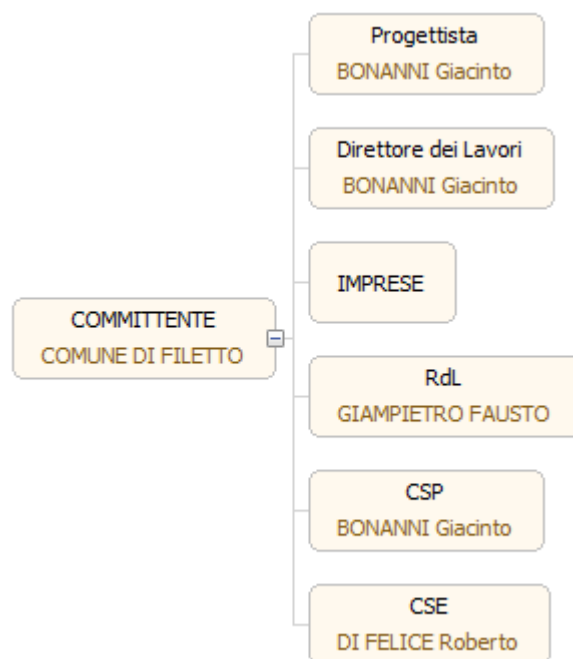 Progettista
BONANNI Giacinto
Direttore dei Lavori
BONANNI Giacinto
IMPRESE
COMMITTENTE
COMUNE DI FILETTO
RdL
GIAMPIETRO FAUSTO
CSP
BONANNI Giacinto
CSE
DI FELICE Roberto